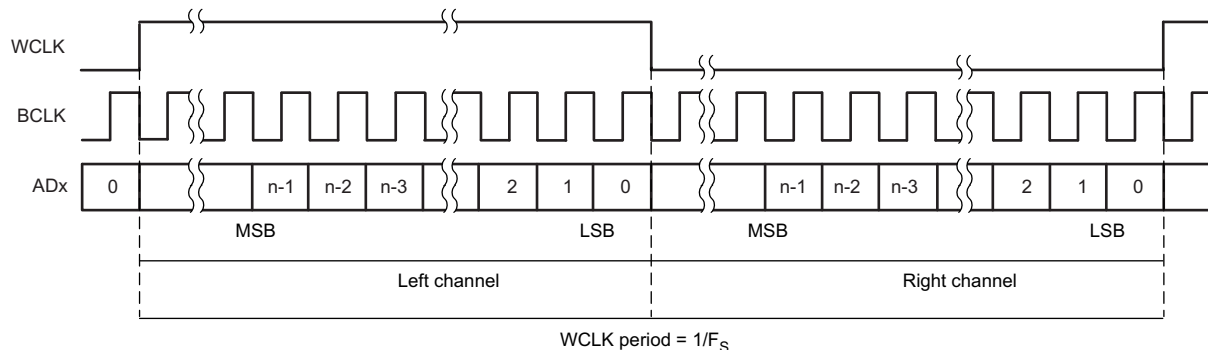 WCLK
BCLK
ADx 0 n-1 n-2 n-3 2 1 0 n-1 n-2 n-3 2 1 0
MSB LSB MSB LSB
Left channel Right channel
WCLK period = 1/FS